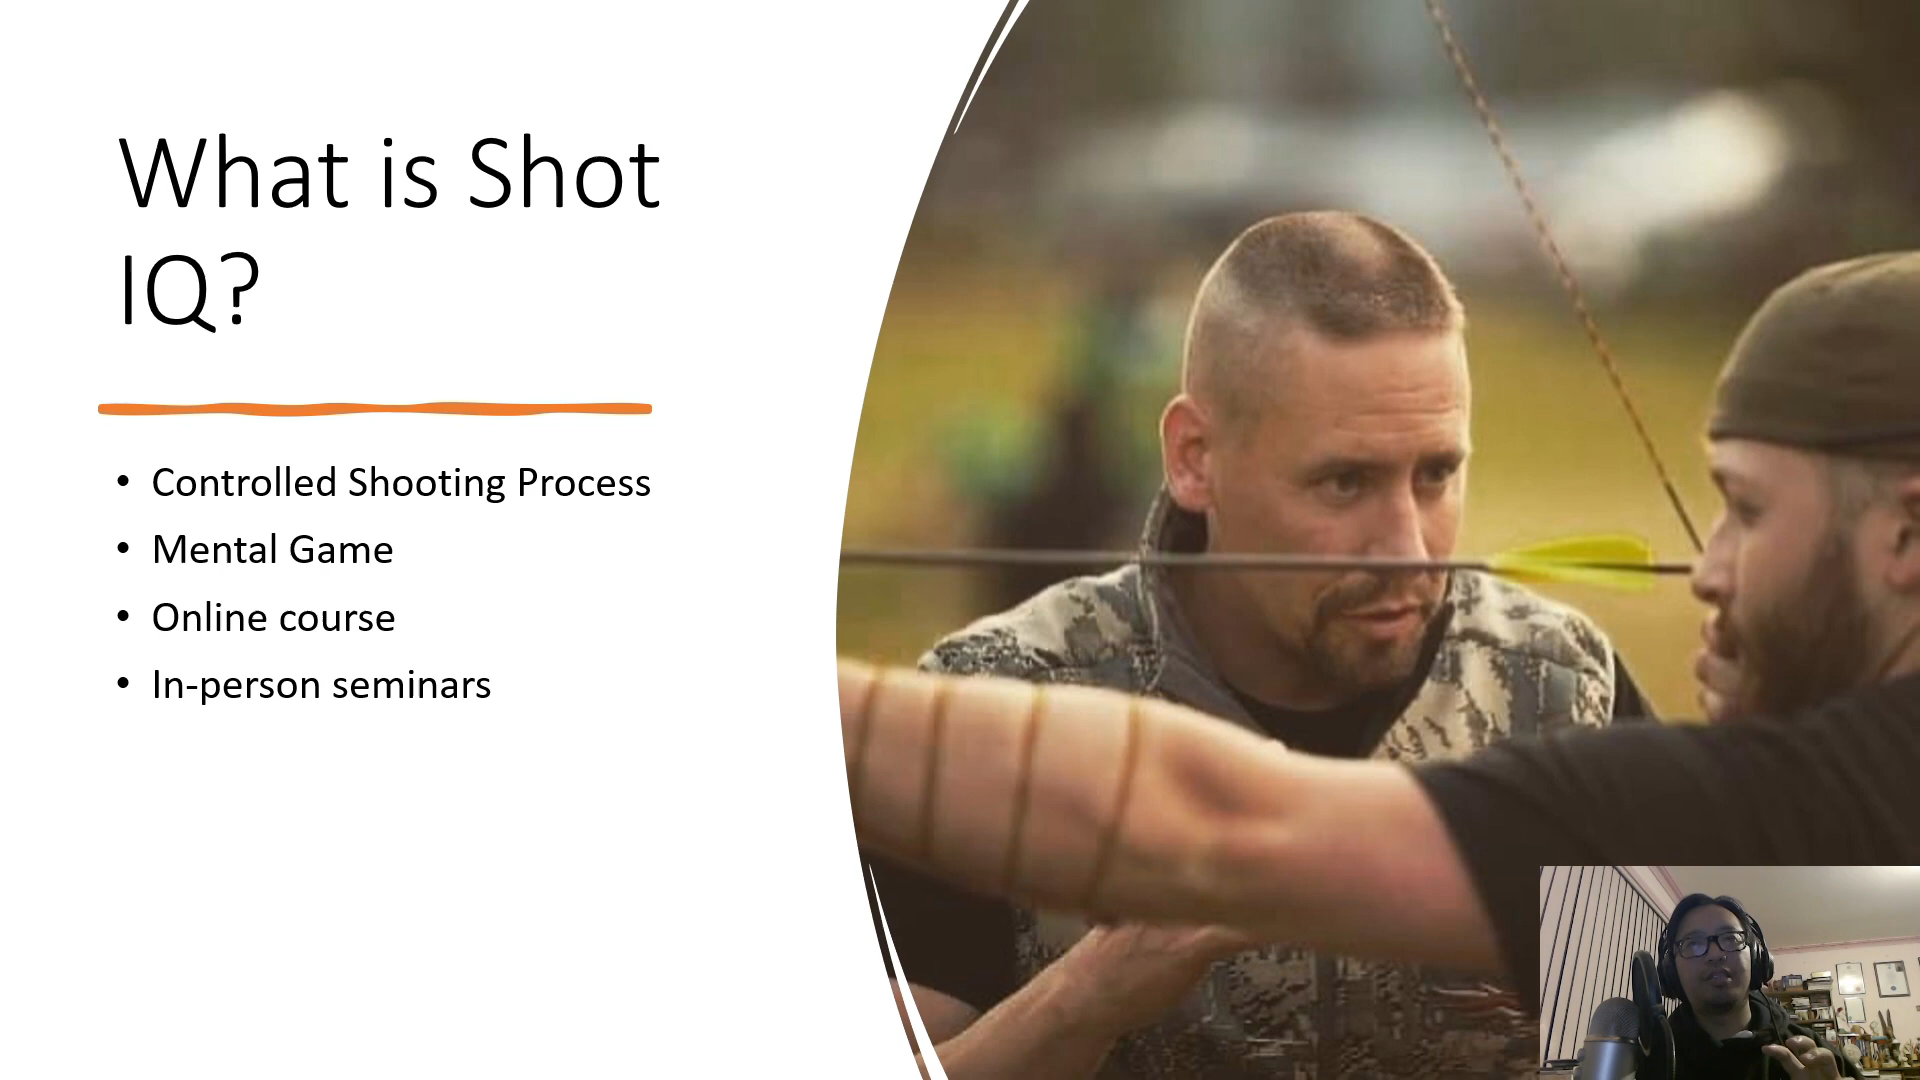 What is Shot
IQ?
• Controlled Shooting Process
• Mental Game
• Online course
• In-person seminars